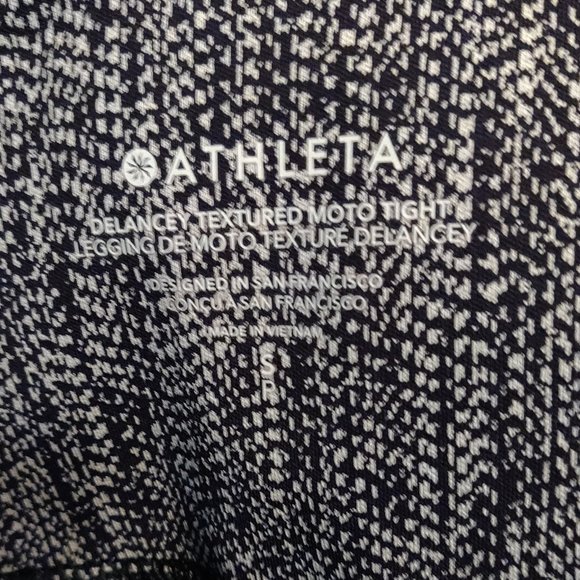 ATHLETA
DELANCEY TEXTURED MOTO TIGHT
LEGGING DE MOTO TEXTURÉ DELANCEY
DESIGNED IN SAN FRANCISCO
CONÇU À SAN FRANCISCO
MADE IN VIETNAM
S
P